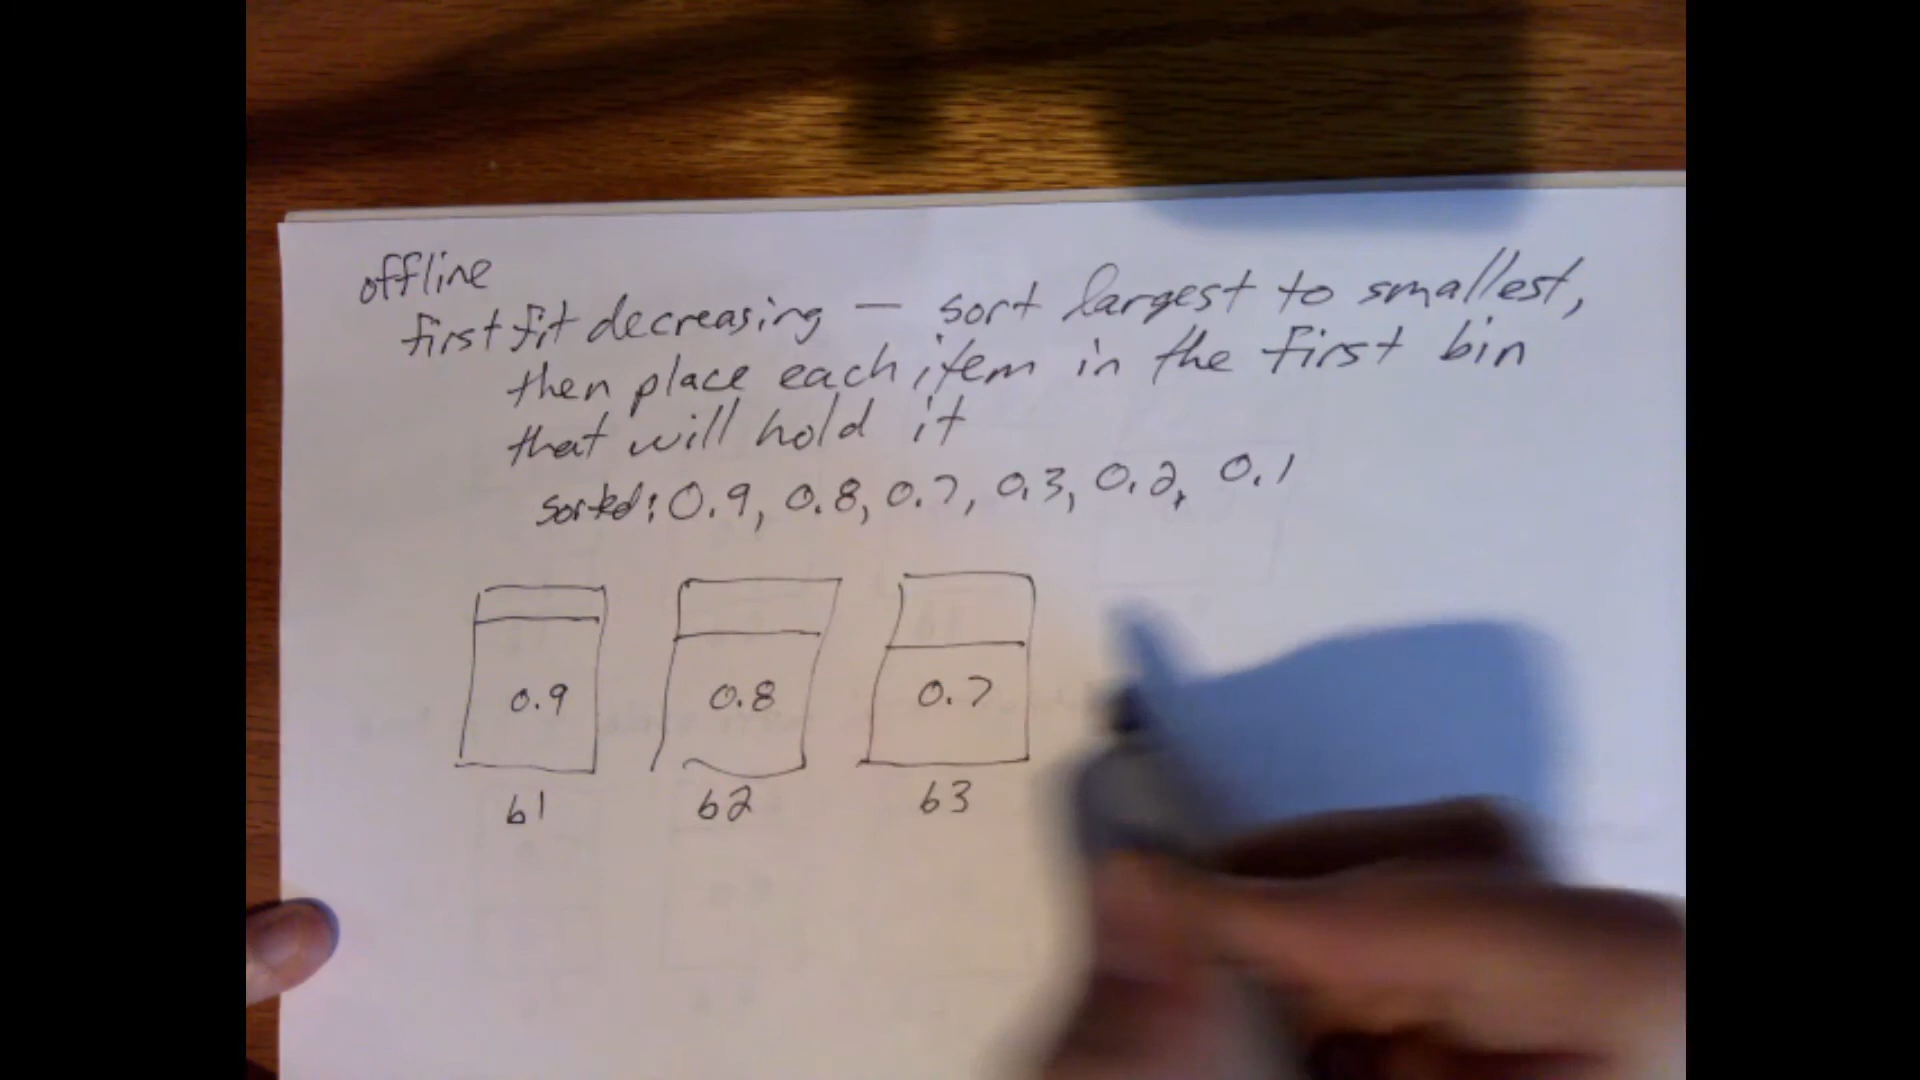 offline
first fit decreasing — sort largest to smallest,
then place each item in the first bin
that will hold it
sorted: 0.9, 0.8, 0.7, 0.3, 0.2, 0.1
0.9 0.8 0.7
b1 b2 b3